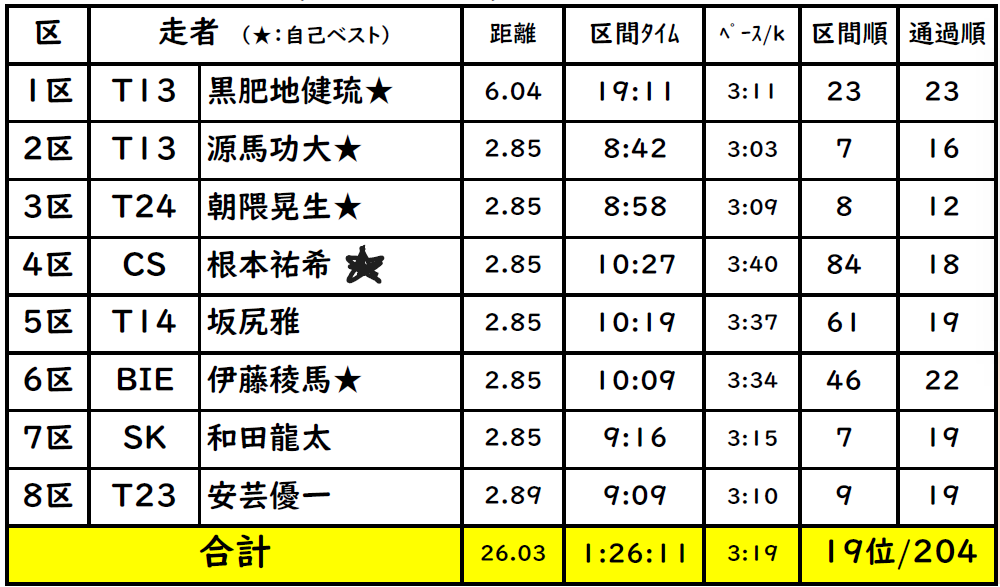 区 走者 （★：自己ベスト） 距離 区間ﾀｲﾑ ﾍﾟｰｽ/k 区間順 通過順
1区 T13 黒肥地健琉★ 6.04 19:11 3:11 23 23
2区 T13 源馬功大★ 2.85 8:42 3:03 7 16
3区 T24 朝隈晃生★ 2.85 8:58 3:09 8 12
4区 CS 根本祐希 ★ 2.85 10:27 3:40 84 18
5区 T14 坂尻雅 2.85 10:19 3:37 61 19
6区 BIE 伊藤稜馬★ 2.85 10:09 3:34 46 22
7区 SK 和田龍太 2.85 9:16 3:15 7 19
8区 T23 安芸優一 2.89 9:09 3:10 9 19
合計 26.03 1:26:11 3:19 19位/204